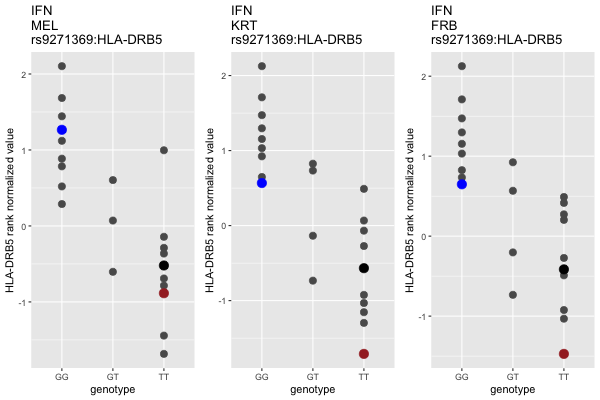 IFN
MEL
rs9271369:HLA-DRB5
HLA-DRB5 rank normalized value
2
1
0
-1
GG GT TT
genotype
IFN
KRT
rs9271369:HLA-DRB5
HLA-DRB5 rank normalized value
2
1
0
-1
GG GT TT
genotype
IFN
FRB
rs9271369:HLA-DRB5
HLA-DRB5 rank normalized value
2
1
0
-1
GG GT TT
genotype